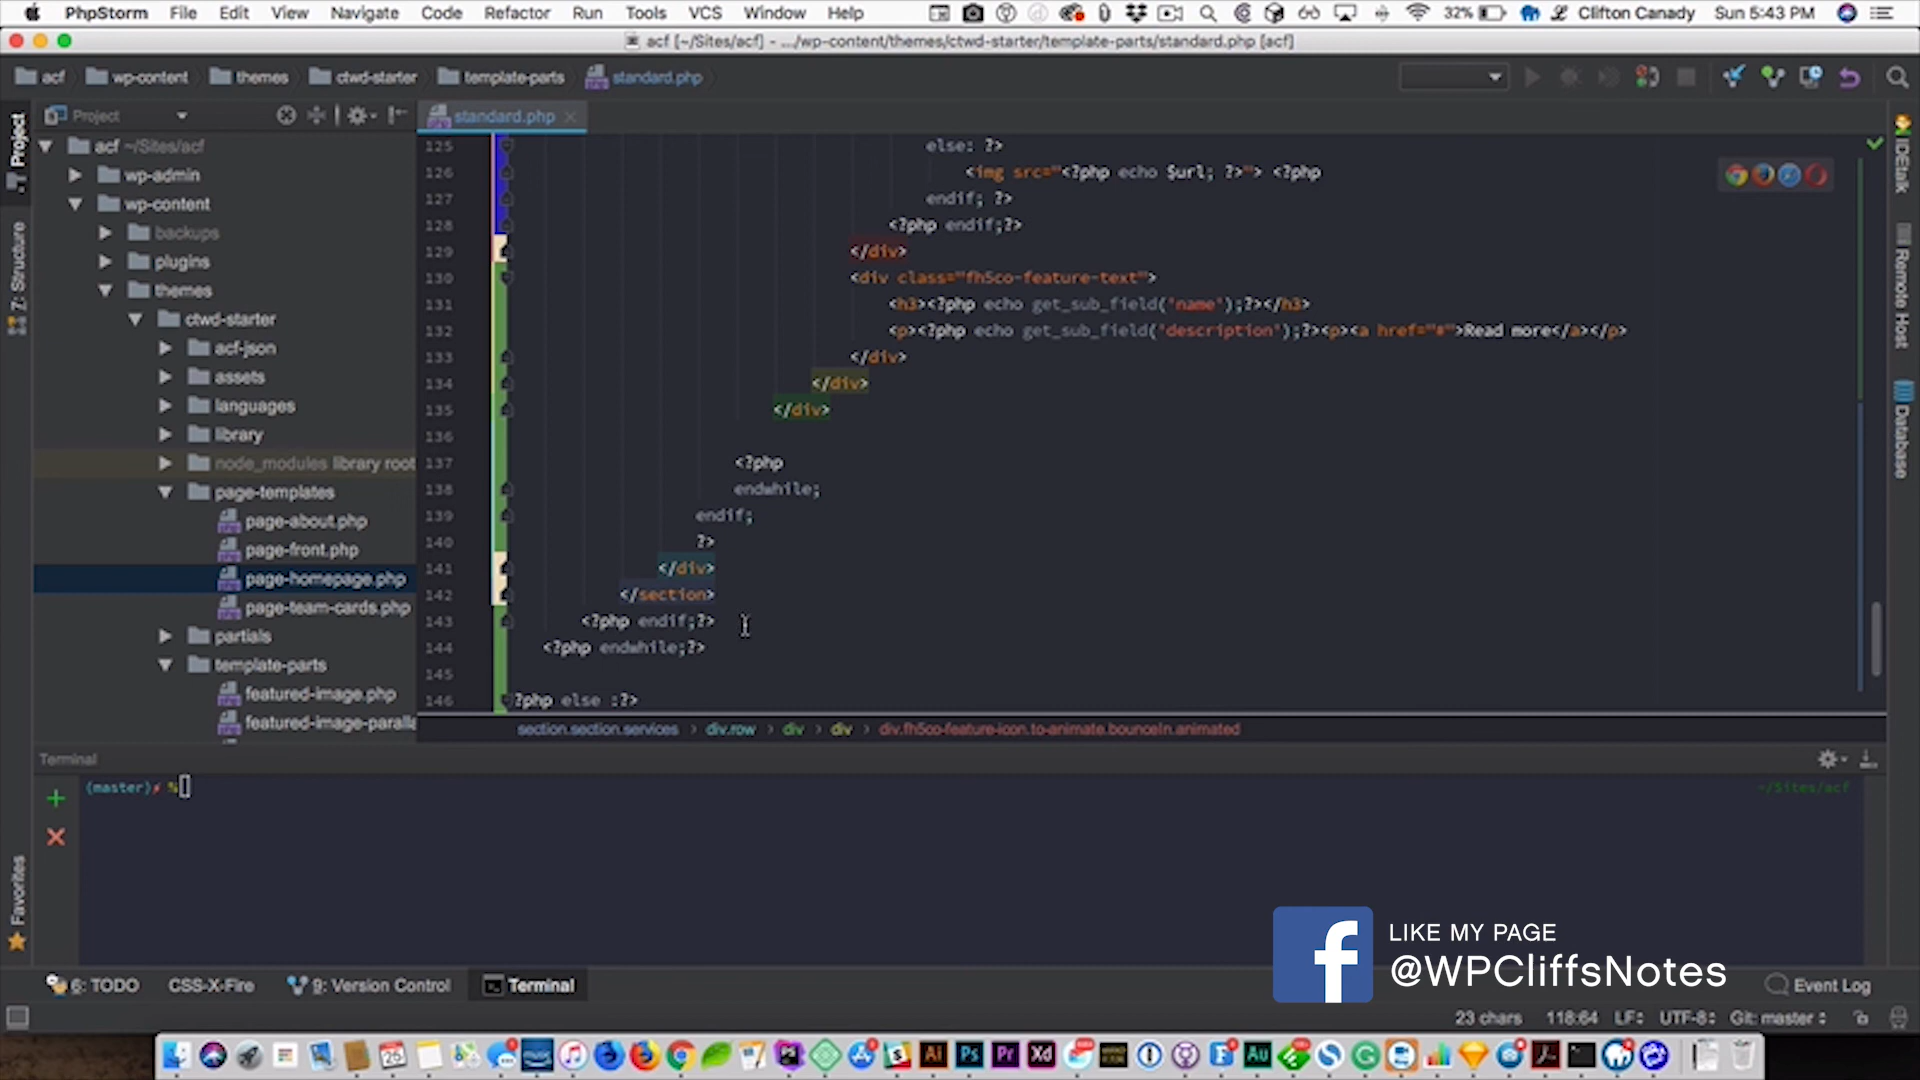 PhpStorm File Edit View Navigate Code Refactor Run Tools VCS Window Help 32% Clifton Canady Sun 5:43 PM
acf [~/Sites/acf] - .../wp-content/themes/ctwd-starter/template-parts/standard.php [acf]
acf wp-content themes ctwd-starter template-parts standard.php
Project
standard.php
Project
7: Structure
Favorites
acf ~/Sites/acf
wp-admin
wp-content
backups
plugins
themes
ctwd-starter
acf-json
assets
languages
library
node_modules library root
page-templates
page-about.php
page-front.php
page-homepage.php
page-team-cards.php
partials
template-parts
featured-image.php
featured-image-paralla
125 else: ?>
126 <img src="<?php echo $url; ?>"> <?php
127 endif; ?>
128 <?php endif;?>
129 </div>
130 <div class="fh5co-feature-text">
131 <h3><?php echo get_sub_field('name');?></h3>
132 <p><?php echo get_sub_field('description');?><p><a href="#">Read more</a></p>
133 </div>
134 </div>
135 </div>
136
137 <?php
138 endwhile;
139 endif;
140 ?>
141 </div>
142 </section>
143 <?php endif;?>
144 <?php endwhile;?>
145
146 ?php else :?>
section.section.services div.row div div div.fh5co-feature-icon.to-animate.bounceIn.animated
IDEtalk
Remote Host
Database
Terminal
(master) %
~/Sites/acf
LIKE MY PAGE
@WPCliffsNotes
6: TODO CSS-X-Fire 9: Version Control Terminal Event Log
23 chars 118:64 LF: UTF-8: Git: master